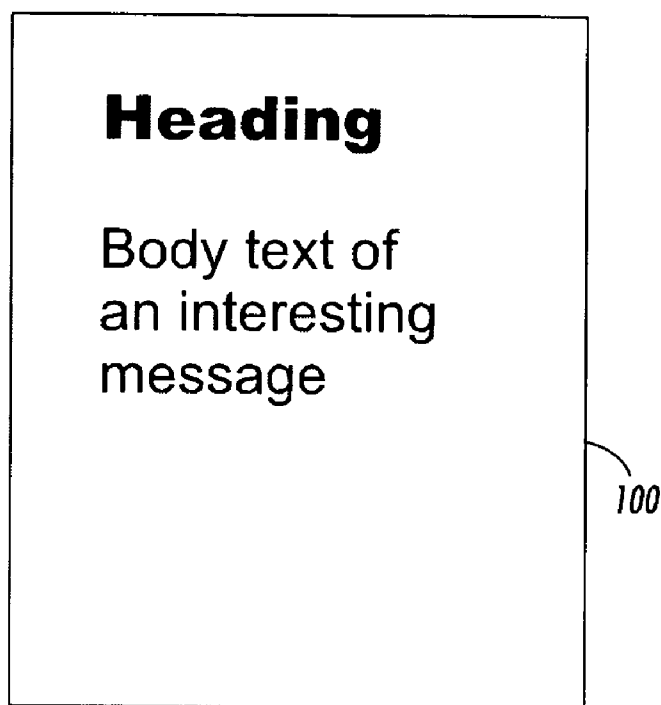 Heading
Body text of
an interesting
message
100